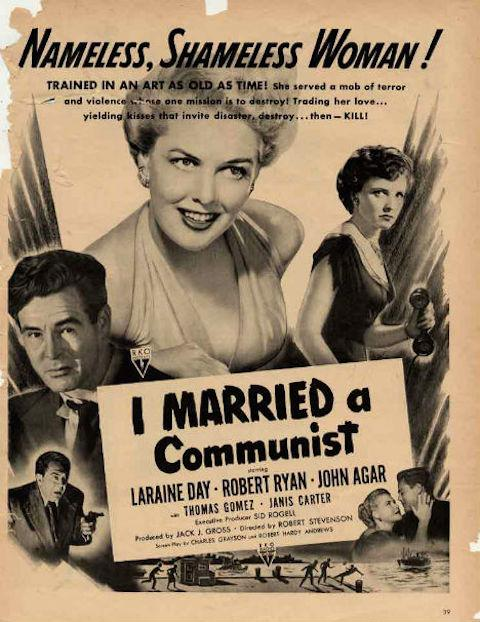 NAMELESS, SHAMELESS WOMAN!
TRAINED IN AN ART AS OLD AS TIME! She served a mob of terror
and violence whose one mission is to destroy! Trading her love...
yielding kisses that invite disaster, destroy... then — KILL!
RKO
RADIO
I MARRIED a
Communist
starring
LARAINE DAY · ROBERT RYAN · JOHN AGAR
with THOMAS GOMEZ · JANIS CARTER
Executive Producer SID ROGELL
Produced by JACK J. GROSS · Directed by ROBERT STEVENSON
Screen Play by CHARLES GRAYSON and ROBERT HARDY ANDREWS
RKO
RADIO
39